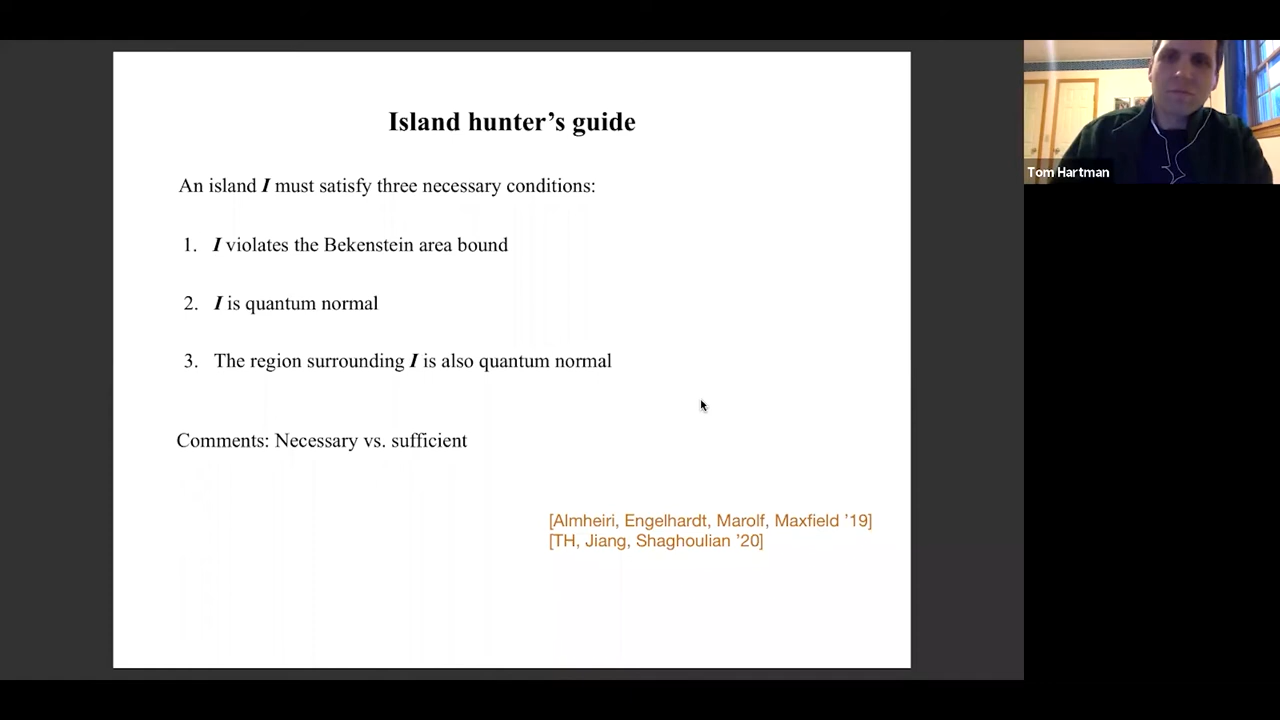 Island hunter’s guide
An island I must satisfy three necessary conditions:
1. I violates the Bekenstein area bound
2. I is quantum normal
3. The region surrounding I is also quantum normal
Comments: Necessary vs. sufficient
[Almheiri, Engelhardt, Marolf, Maxfield ’19]
[TH, Jiang, Shaghoulian ’20]
Tom Hartman